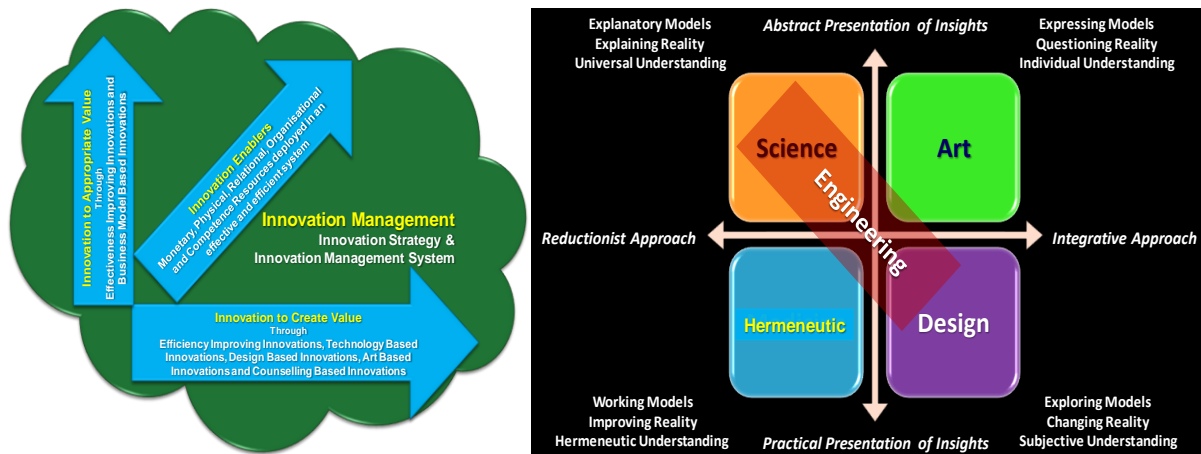 Innovation to Appropriate Value
Through
Effectiveness Improving Innovations and
Business Model Based Innovations
Innovation Enablers
Monetary, Physical, Relational, Organisational
and Competence Resources deployed in an
effective and efficient system
Innovation Management
Innovation Strategy &
Innovation Management System
Innovation to Create Value
Through
Efficiency Improving Innovations, Technology Based
Innovations, Design Based Innovations, Art Based
Innovations and Counselling Based Innovations
Explanatory Models
Explaining Reality
Universal Understanding
Abstract Presentation of Insights
Expressing Models
Questioning Reality
Individual Understanding
Science
Art
Engineering
Reductionist Approach
Integrative Approach
Hermeneutic
Design
Working Models
Improving Reality
Hermeneutic Understanding
Practical Presentation of Insights
Exploring Models
Changing Reality
Subjective Understanding